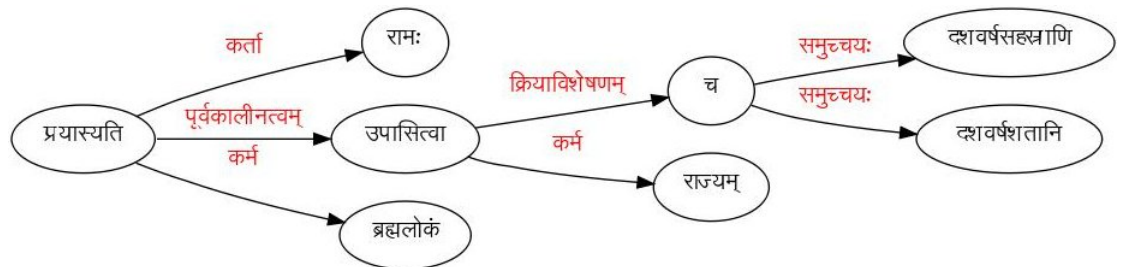 प्रयास्यति
कर्ता
रामः
पूर्वकालीनत्वम्
कर्म
उपासित्वा
ब्रह्मलोकं
क्रियाविशेषणम्
कर्म
च
राज्यम्
समुच्चयः
समुच्चयः
दशवर्षसहस्राणि
दशवर्षशतानि